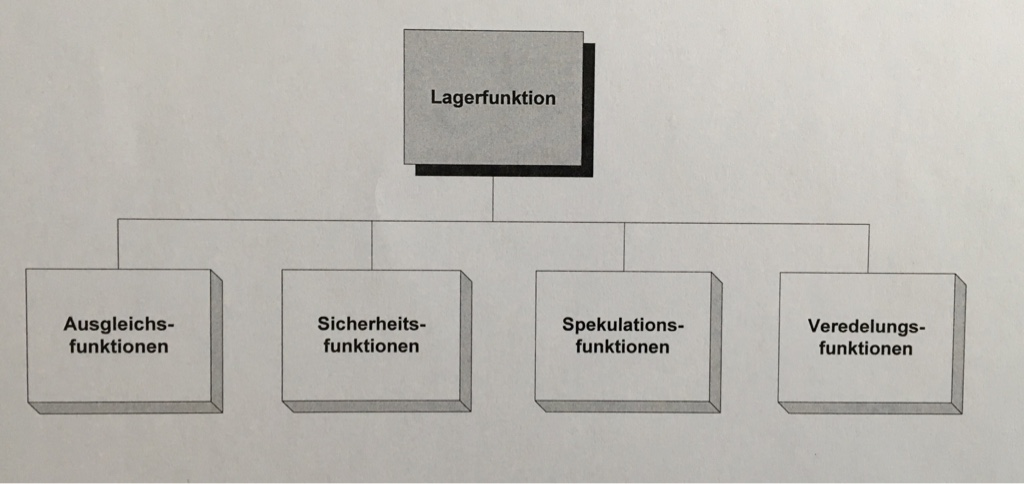 Lagerfunktion
Ausgleichs-
funktionen
Sicherheits-
funktionen
Spekulations-
funktionen
Veredelungs-
funktionen